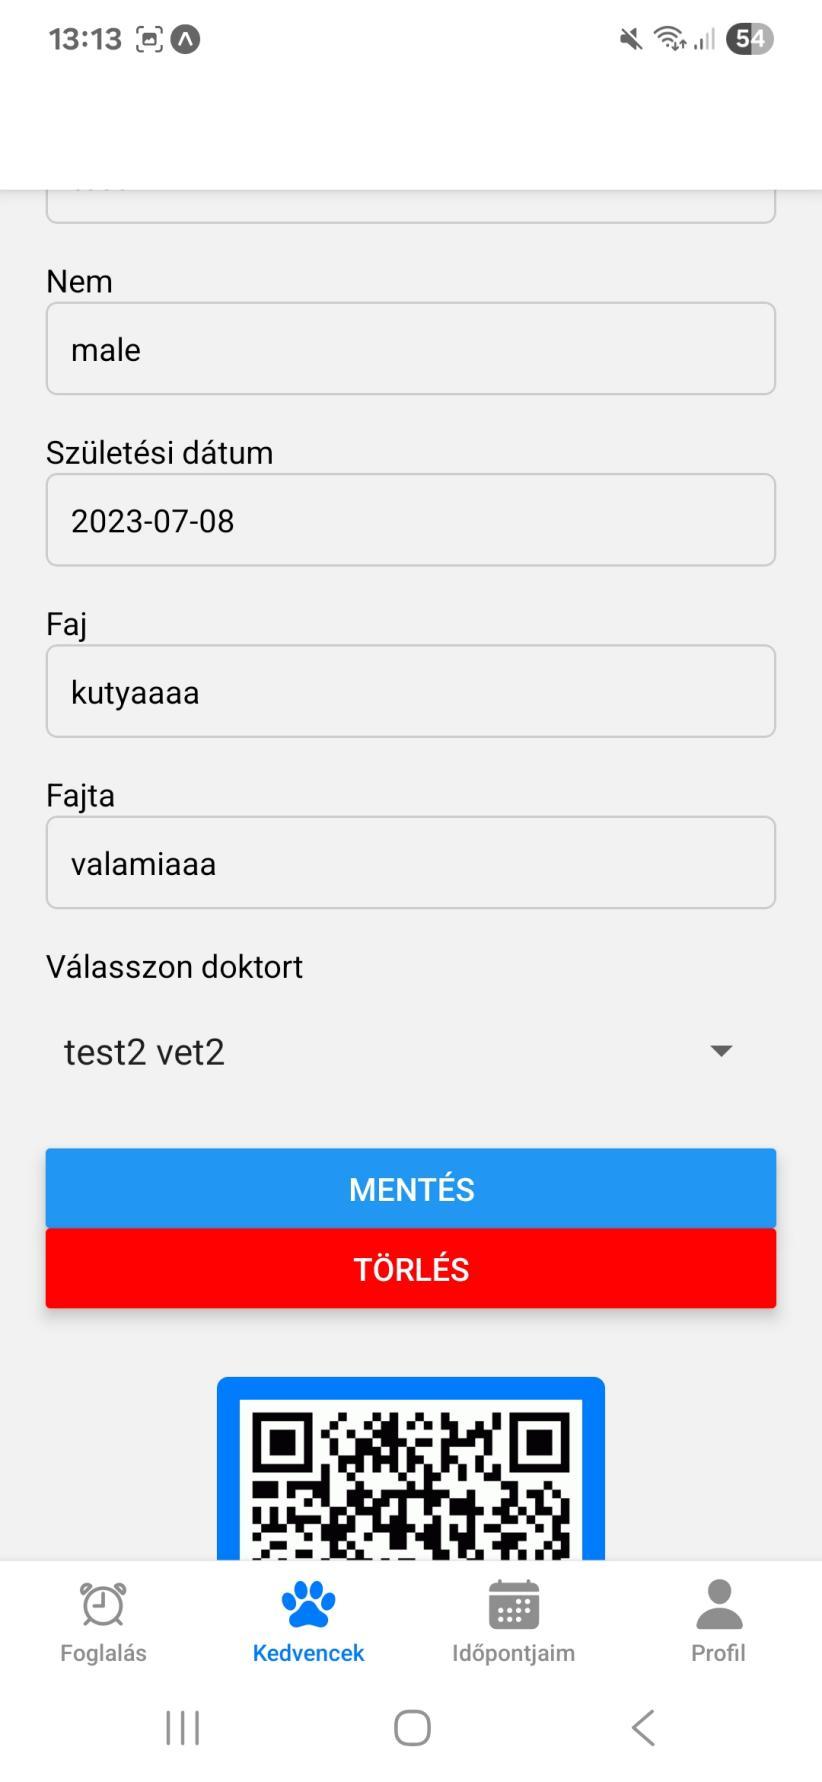 13:13
54
Nem
male
Születési dátum
2023-07-08
Faj
kutyaaaa
Fajta
valamiaaa
Válasszon doktort
test2 vet2
MENTÉS
TÖRLÉS
Foglalás
Kedvencek
Időpontjaim
Profil